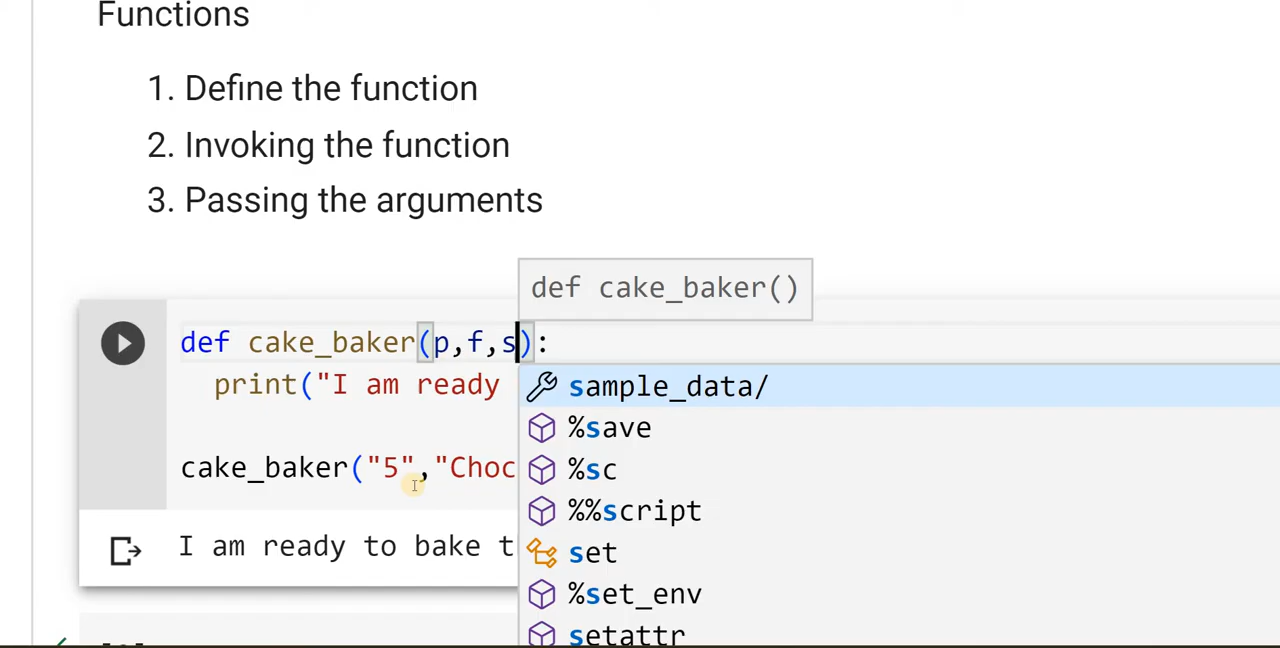 Functions
1. Define the function
2. Invoking the function
3. Passing the arguments
def cake_baker()
def cake_baker(p,f,s):
print("I am ready
sample_data/
%save
cake_baker("5","Choc
%sc
%%script
I am ready to bake t
set
%set_env
setattr